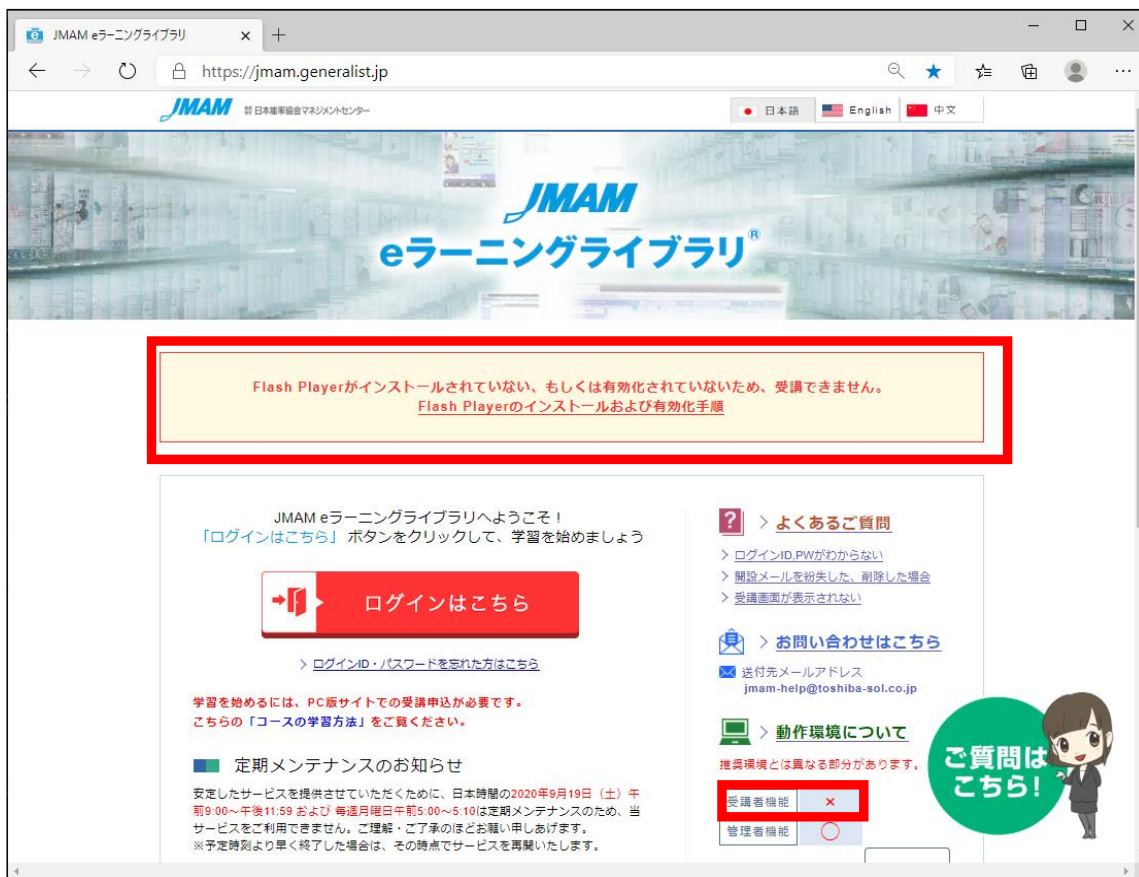 JMAM eラーニングライブラリ
https://jmam.generalist.jp
JMAM 株式会社 日本能率協会マネジメントセンター
日本語 English 中文
JMAM
eラーニングライブラリ®
Flash Playerがインストールされていない、もしくは有効化されていないため、受講できません。
Flash Playerのインストールおよび有効化手順
JMAM eラーニングライブラリへようこそ！
「ログインはこちら」 ボタンをクリックして、学習を始めましょう
ログインはこちら
> ログインID・パスワードを忘れた方はこちら
学習を始めるには、PC版サイトでの受講申込が必要です。
こちらの「コースの学習方法」をご覧ください。
定期メンテナンスのお知らせ
安定したサービスを提供させていただくために、日本時間の2020年9月19日（土）午
前9:00～午後11:59 および 毎週月曜日午前5:00～5:10は定期メンテナンスのため、当
サービスをご利用できません。ご理解・ご了承のほどお願い申しあげます。
※予定時刻より早く終了した場合は、その時点でサービスを再開いたします。
? > よくあるご質問
> ログインID,PWがわからない
> 開設メールを紛失した、削除した場合
> 受講画面が表示されない
> お問い合わせはこちら
送付先メールアドレス
jmam-help@toshiba-sol.co.jp
> 動作環境について
推奨環境とは異なる部分があります。
受講者機能 ×
管理者機能 ○
ご質問は
こちら!